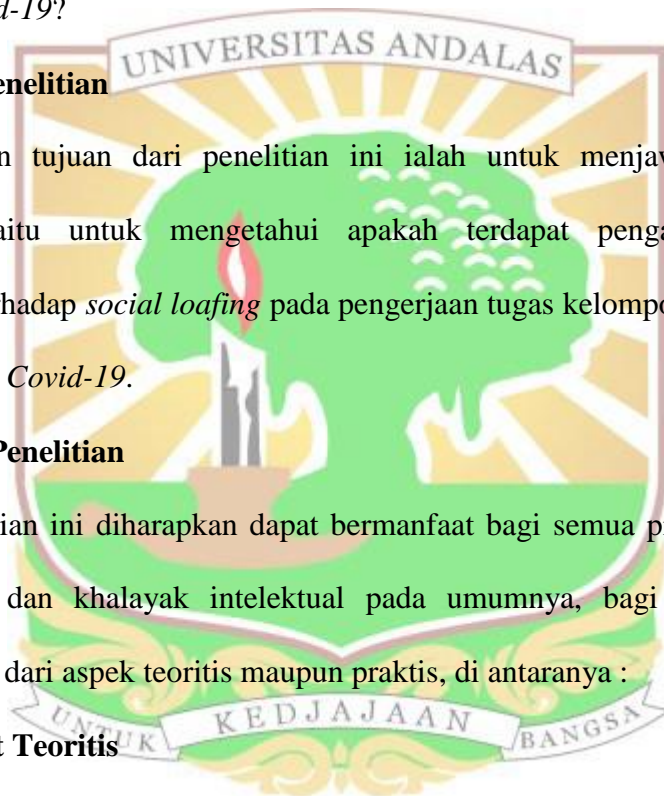 d-19?
UNIVERSITAS ANDALAS
enelitian
n tujuan dari penelitian ini ialah untuk menjav
aitu untuk mengetahui apakah terdapat penga
rhadap social loafing pada pengerjaan tugas kelompo
Covid-19.
Penelitian
ian ini diharapkan dapat bermanfaat bagi semua p
dan khalayak intelektual pada umumnya, bagi
dari aspek teoritis maupun praktis, di antaranya :
UNTUK KEDJAJAAN BANGSA
t Teoritis